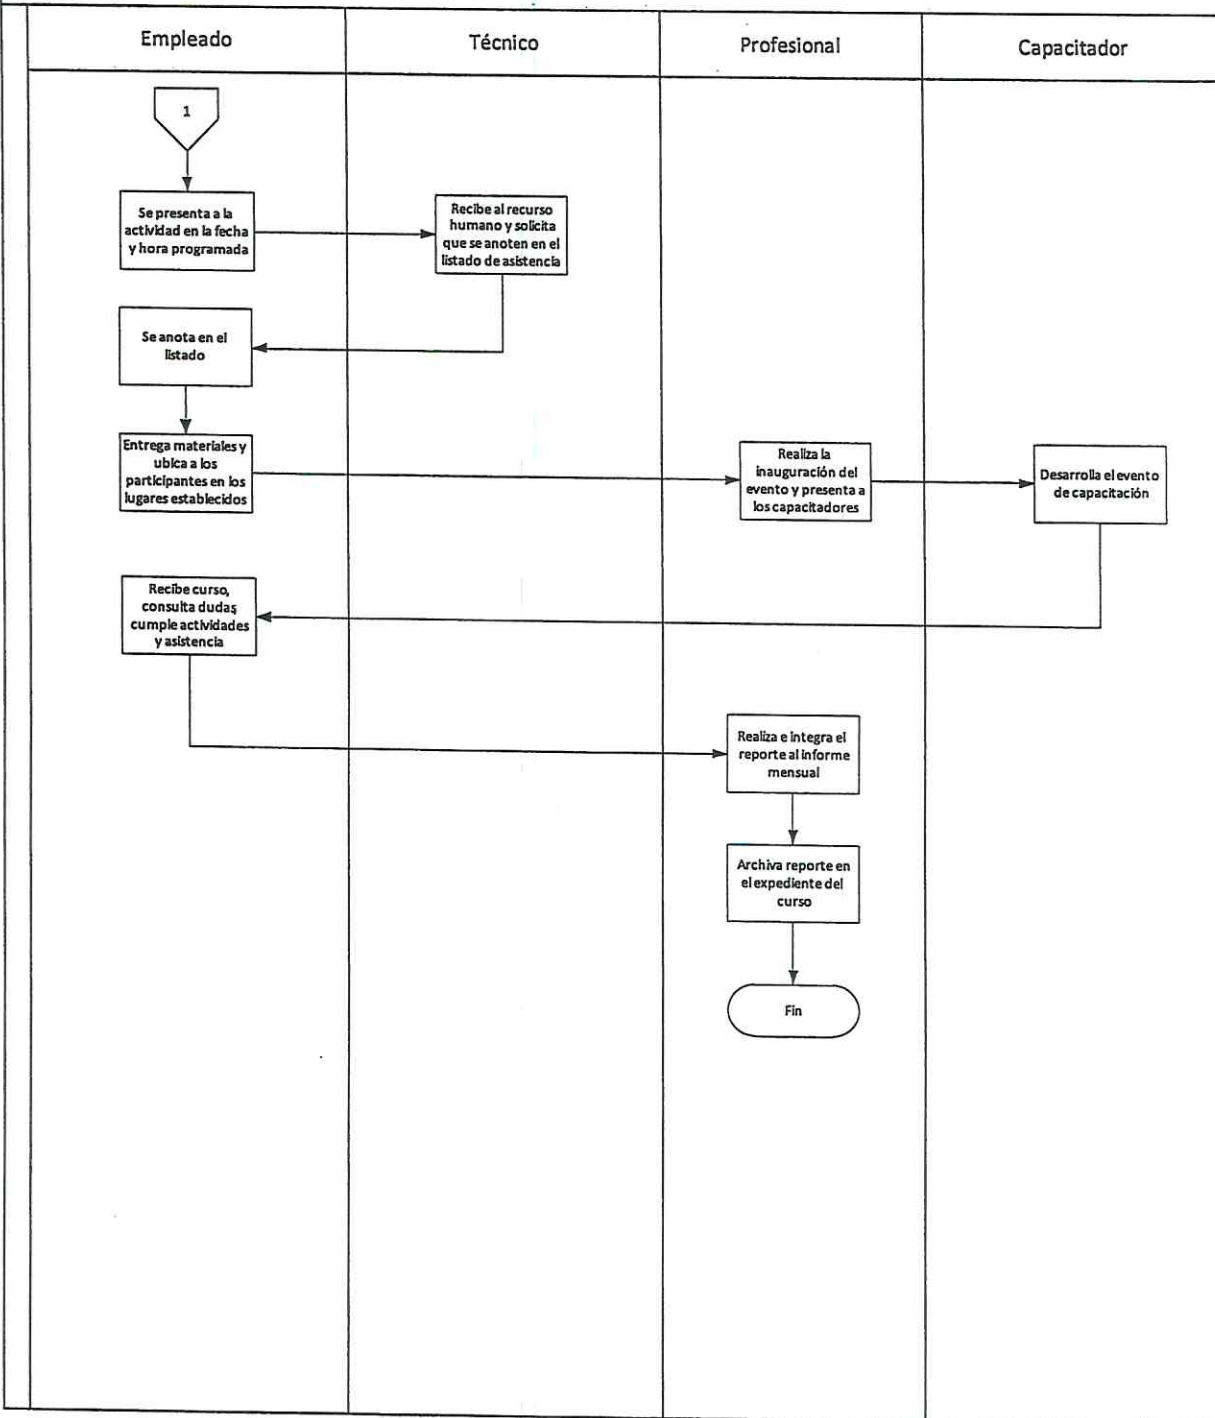 Empleado
Técnico
Profesional
Capacitador
1
Se presenta a la
actividad en la fecha
y hora programada
Recibe al recurso
humano y solicita
que se anoten en el
listado de asistencia
Se anota en el
listado
Entrega materiales y
ubica a los
participantes en los
lugares establecidos
Realiza la
inauguración del
evento y presenta a
los capacitadores
Desarrolla el evento
de capacitación
Recibe curso,
consulta dudas,
cumple actividades
y asistencia
Realiza e integra el
reporte al informe
mensual
Archiva reporte en
el expediente del
curso
Fin